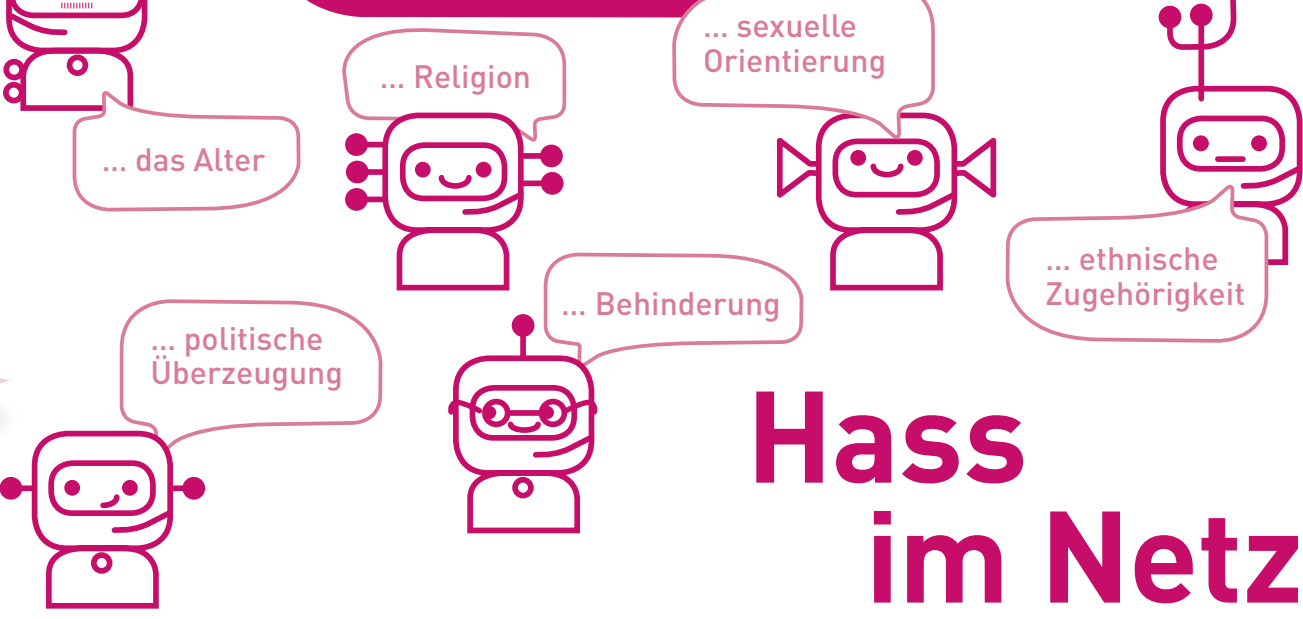 ... sexuelle
Orientierung
... Religion
... das Alter
... ethnische
Zugehörigkeit
... Behinderung
... politische
Überzeugung
Hass
im Netz